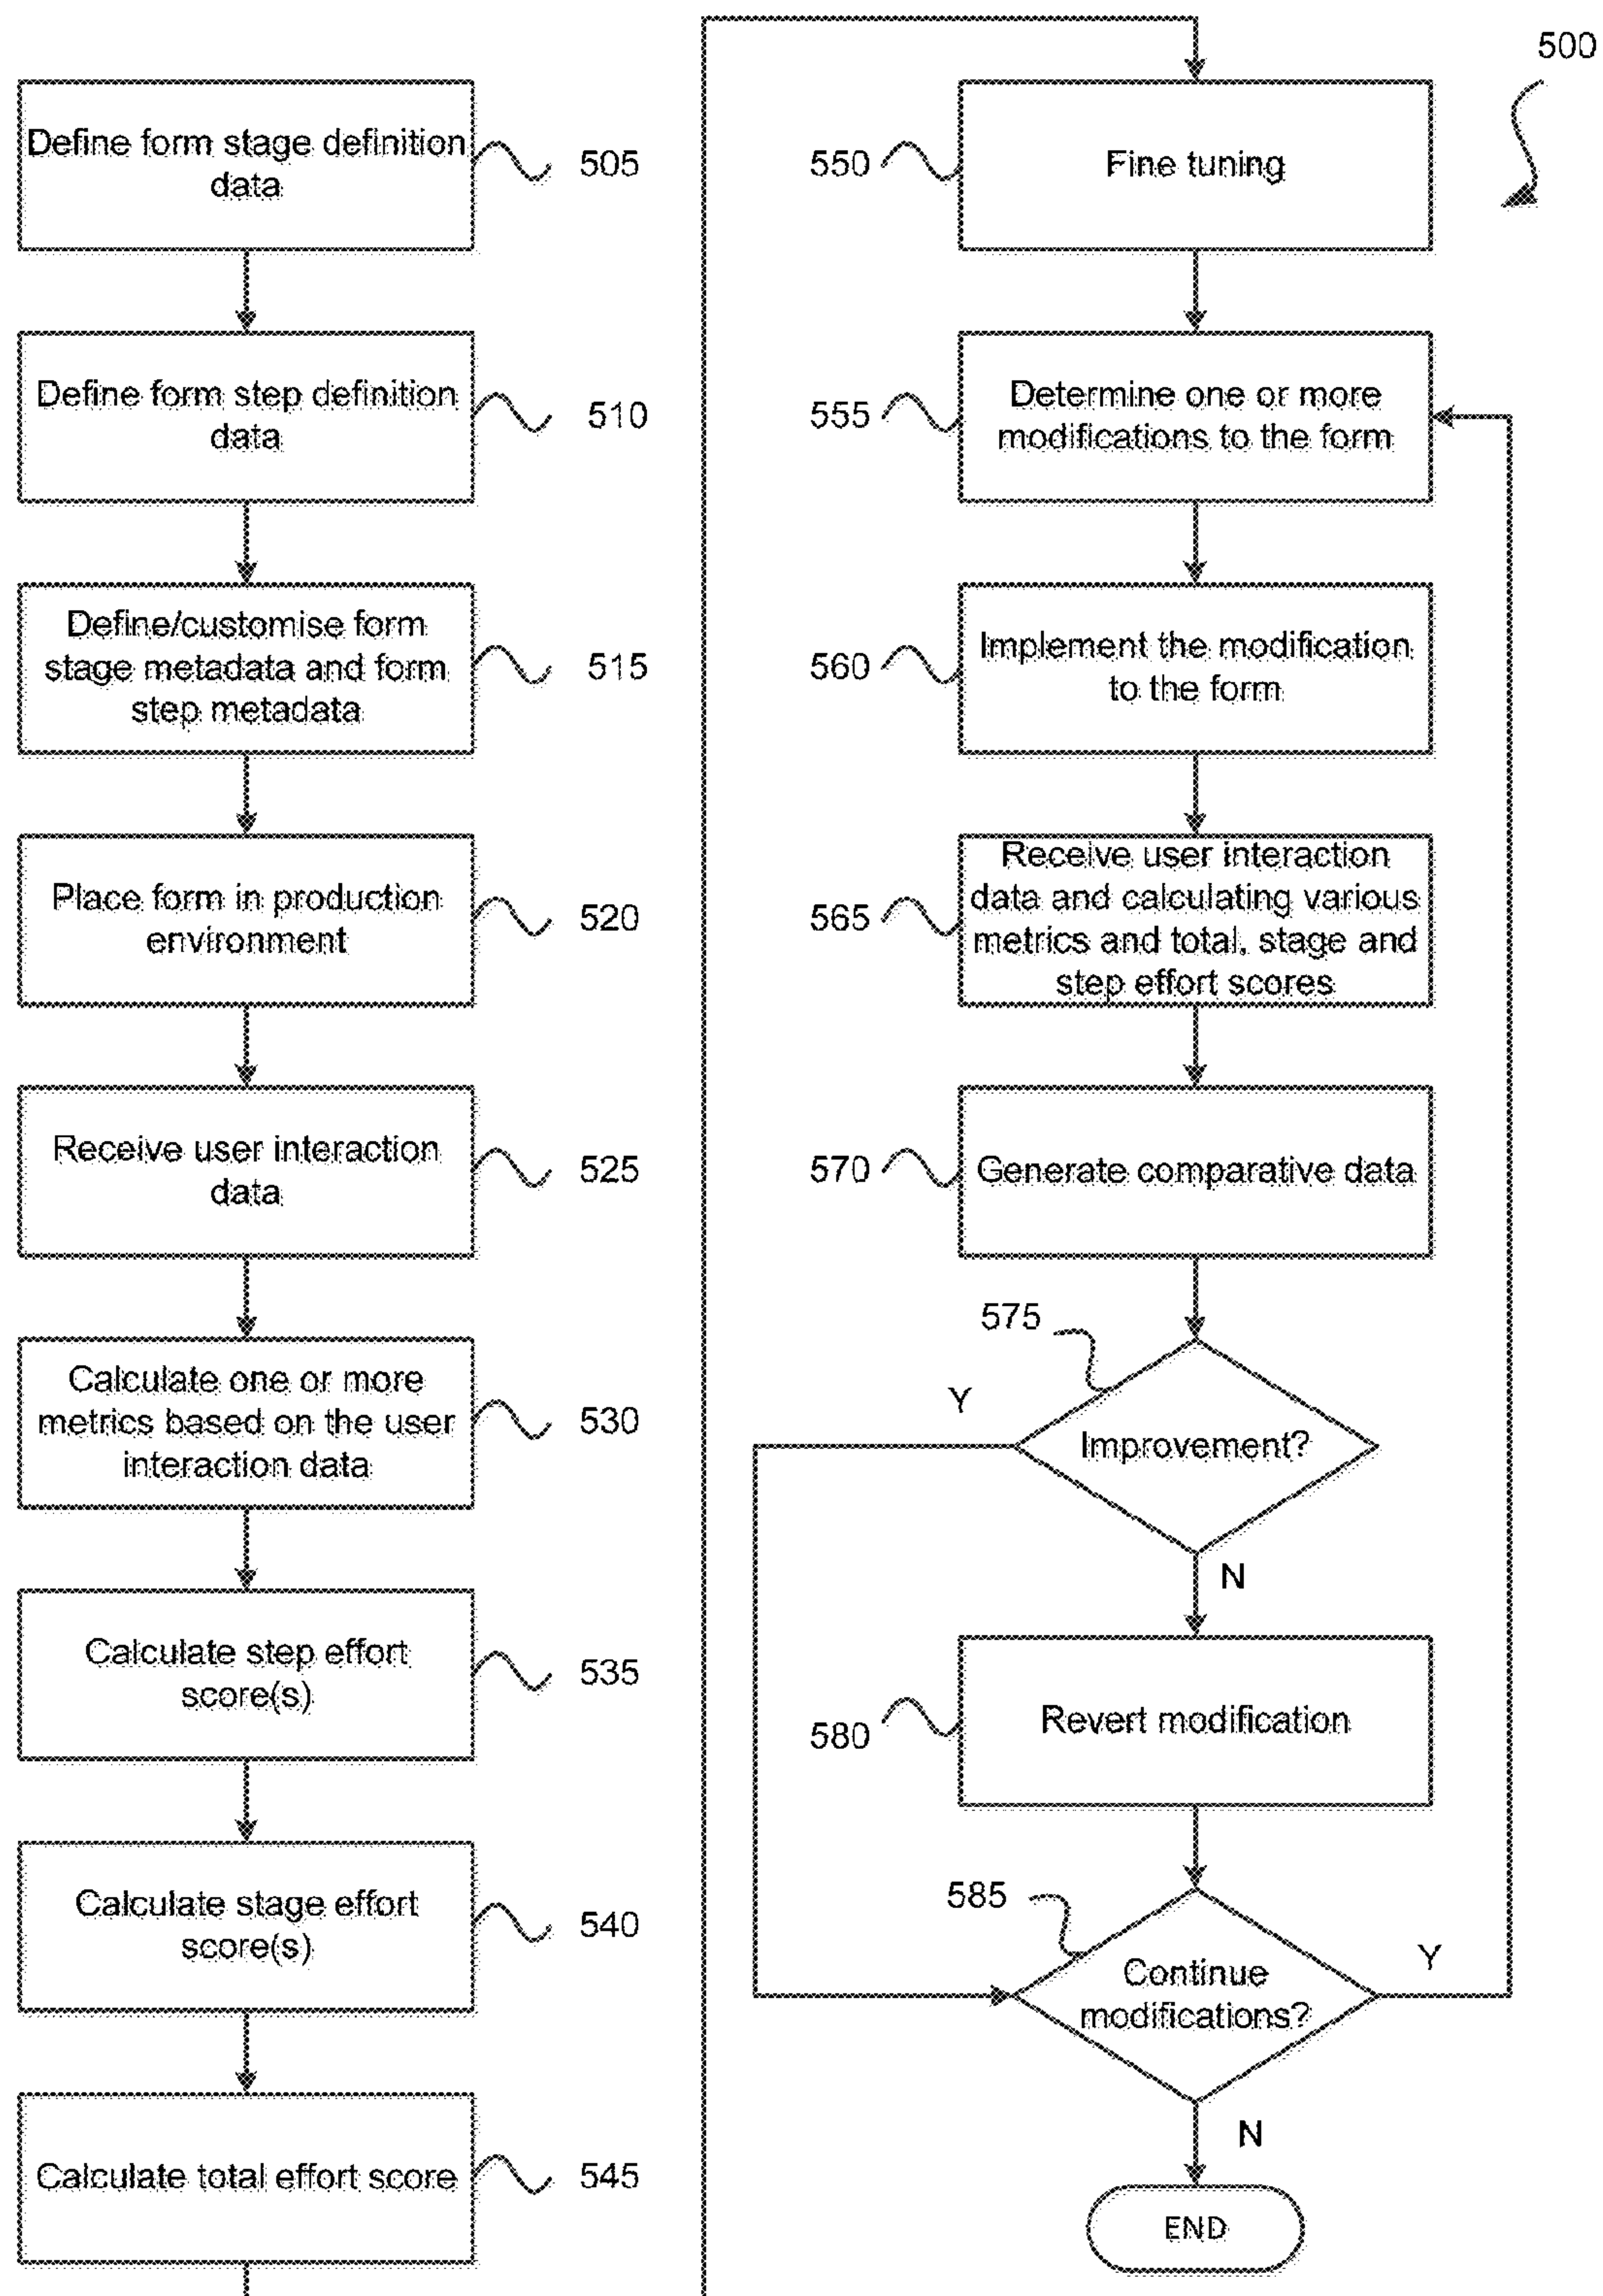 Define form stage definition
data
505
Define form step definition
data
510
Define/customise form
stage metadata and form
step metadata
515
Place form in production
environment
520
Receive user interaction
data
525
Calculate one or more
metrics based on the user
interaction data
530
Calculate step effort
score(s)
535
Calculate stage effort
score(s)
540
Calculate total effort score
545
500
550
Fine tuning
555
Determine one or more
modifications to the form
560
Implement the modification
to the form
565
Receive user interaction
data and calculating various
metrics and total, stage and
step effort scores
570
Generate comparative data
575
Y
Improvement?
N
580
Revert modification
585
Continue
modifications?
Y
N
END